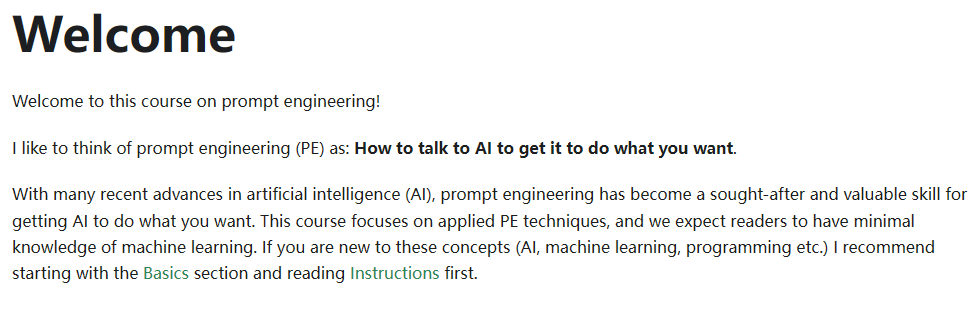 Welcome
Welcome to this course on prompt engineering!
I like to think of prompt engineering (PE) as: How to talk to AI to get it to do what you want.
With many recent advances in artificial intelligence (AI), prompt engineering has become a sought-after and valuable skill for
getting AI to do what you want. This course focuses on applied PE techniques, and we expect readers to have minimal
knowledge of machine learning. If you are new to these concepts (AI, machine learning, programming etc.) I recommend
starting with the Basics section and reading Instructions first.